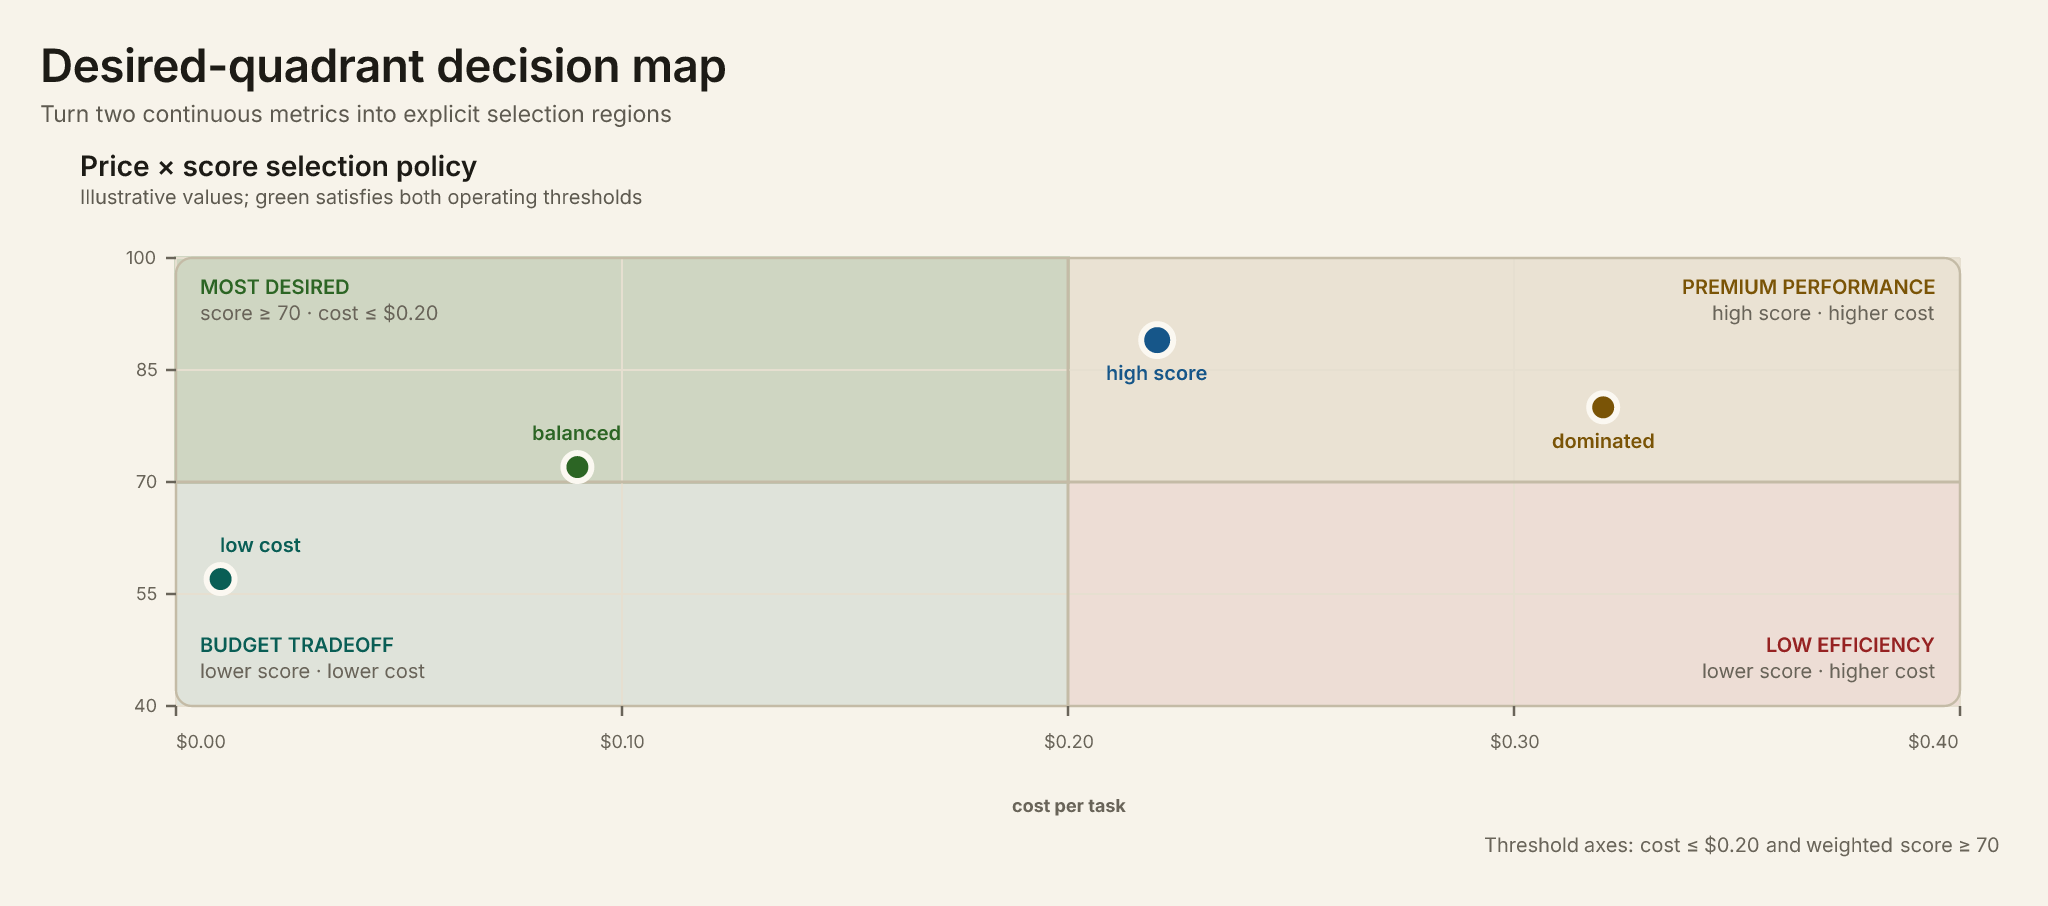 Desired-quadrant decision map
Turn two continuous metrics into explicit selection regions
Price × score selection policy
Illustrative values; green satisfies both operating thresholds
100
MOST DESIRED
score ≥ 70 · cost ≤ $0.20
PREMIUM PERFORMANCE
high score · higher cost
85
high score
balanced
dominated
70
low cost
55
BUDGET TRADEOFF
lower score · lower cost
LOW EFFICIENCY
lower score · higher cost
40
$0.00
$0.10
$0.20
$0.30
$0.40
cost per task
Threshold axes: cost ≤ $0.20 and weighted score ≥ 70